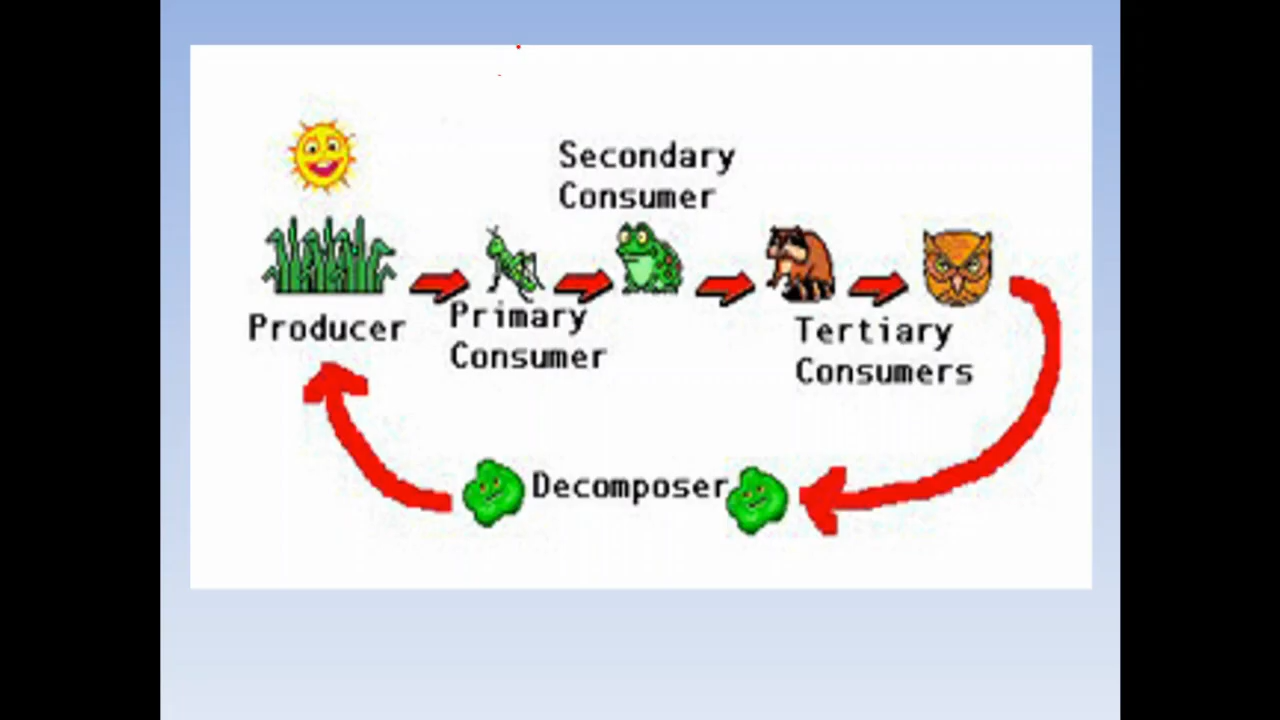 Secondary
Consumer
Producer
Primary
Consumer
Tertiary
Consumers
Decomposer